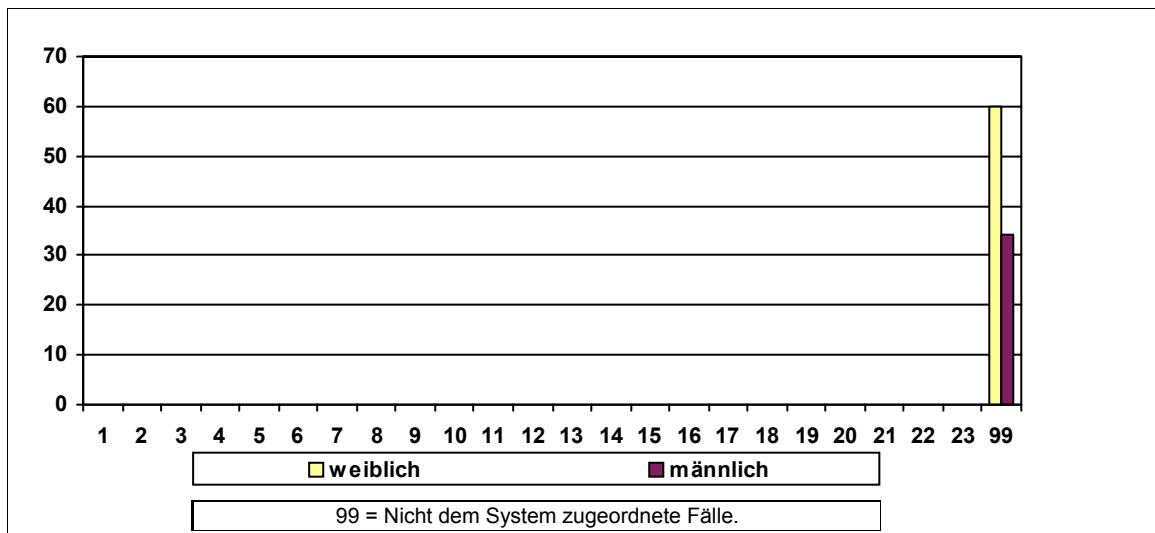 70
60
50
40
30
20
10
0
1 2 3 4 5 6 7 8 9 10 11 12 13 14 15 16 17 18 19 20 21 22 23 99
weiblich männlich
99 = Nicht dem System zugeordnete Fälle.